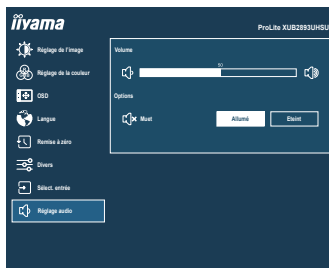 iiyama
ProLite XUB2893UHSU
Réglage de l'image
Réglage de la couleur
OSD
Langue
Remise à zéro
Divers
Sélect. entrée
Réglage audio
Volume
50
Options
Muet
Allumé
Eteint